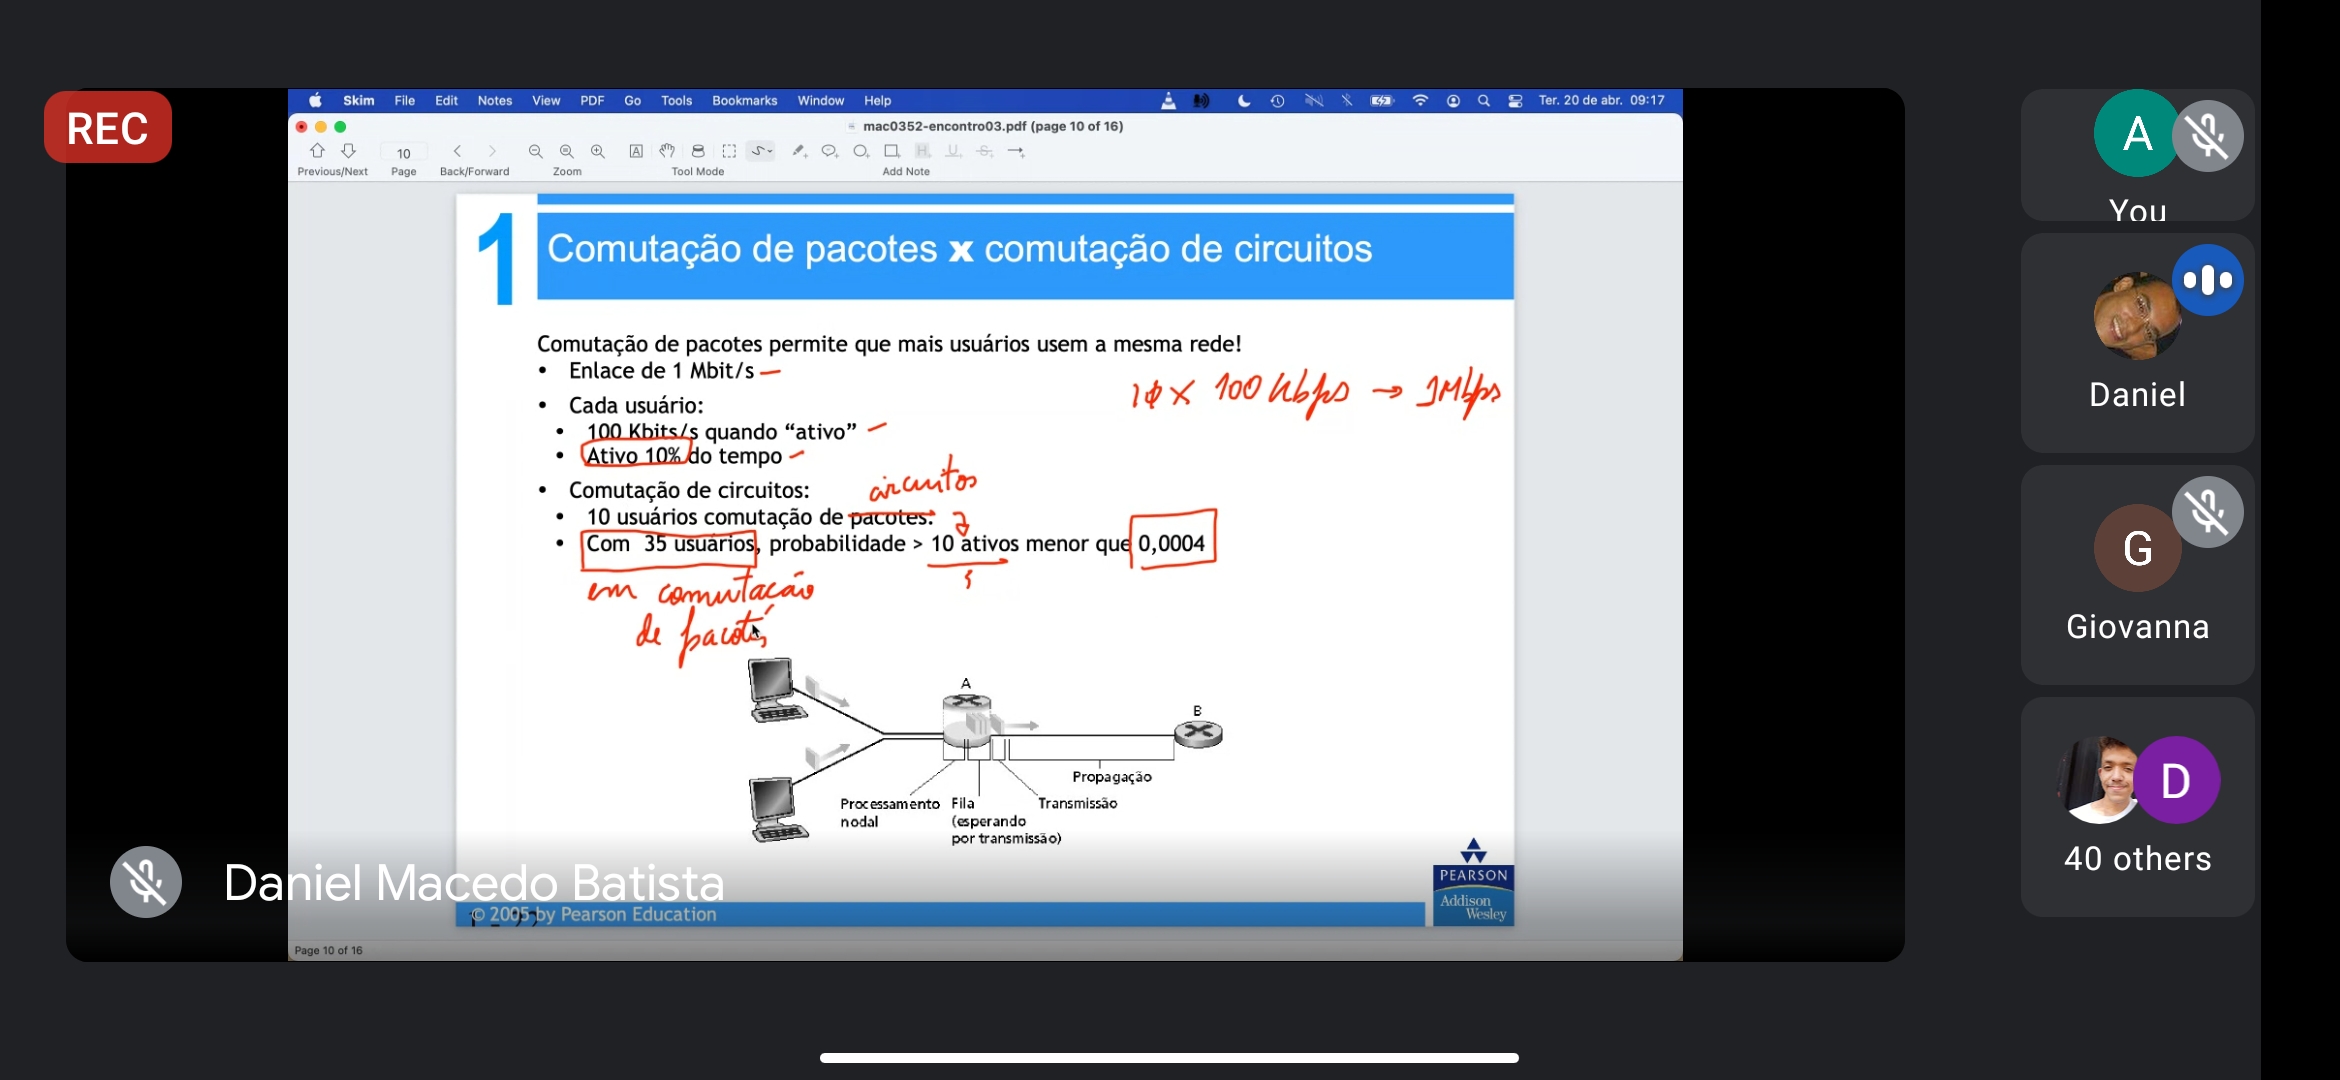 REC
Skim File Edit Notes View PDF Go Tools Bookmarks Window Help Ter. 20 de abr. 09:17
mac0352-encontro03.pdf (page 10 of 16)
10
Previous/Next Page Back/Forward Zoom Tool Mode Add Note
1 Comutação de pacotes x comutação de circuitos
Comutação de pacotes permite que mais usuários usem a mesma rede!
• Enlace de 1 Mbit/s
10 x 100 Kbps → 1Mbps
• Cada usuário:
• 100 Kbits/s quando “ativo”
• Ativo 10% do tempo
• Comutação de circuitos:
circuitos
• 10 usuários comutação de pacotes:
• Com 35 usuários, probabilidade > 10 ativos menor que 0,0004
em comutação
de pacotes
A
B
Propagação
Processamento nodal
Fila (esperando por transmissão)
Transmissão
PEARSON
Addison
Wesley
© 2005 by Pearson Education
1 - 22
Page 10 of 16
Daniel Macedo Batista
A
You
Daniel
G
Giovanna
D
40 others